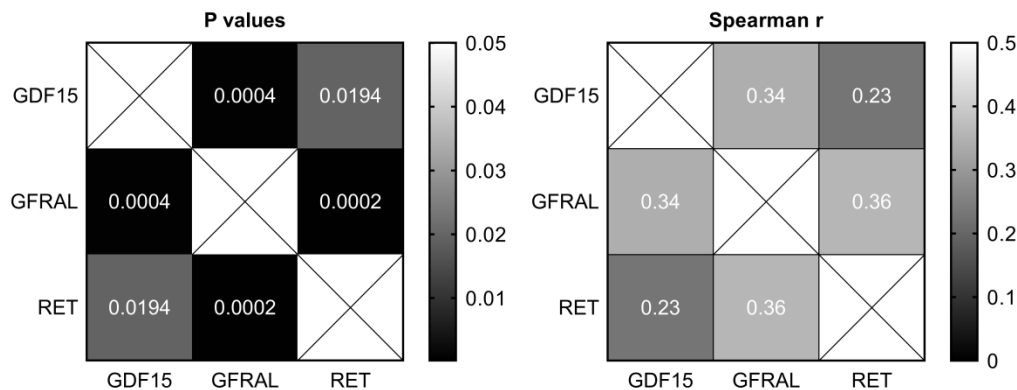 P values
Spearman r
GDF15 0.0004 0.0194
GFRAL 0.0004 0.0002
RET 0.0194 0.0002
GDF15 GFRAL RET
0.05
0.04
0.03
0.02
0.01
GDF15 0.34 0.23
GFRAL 0.34 0.36
RET 0.23 0.36
GDF15 GFRAL RET
0.5
0.4
0.3
0.2
0.1
0